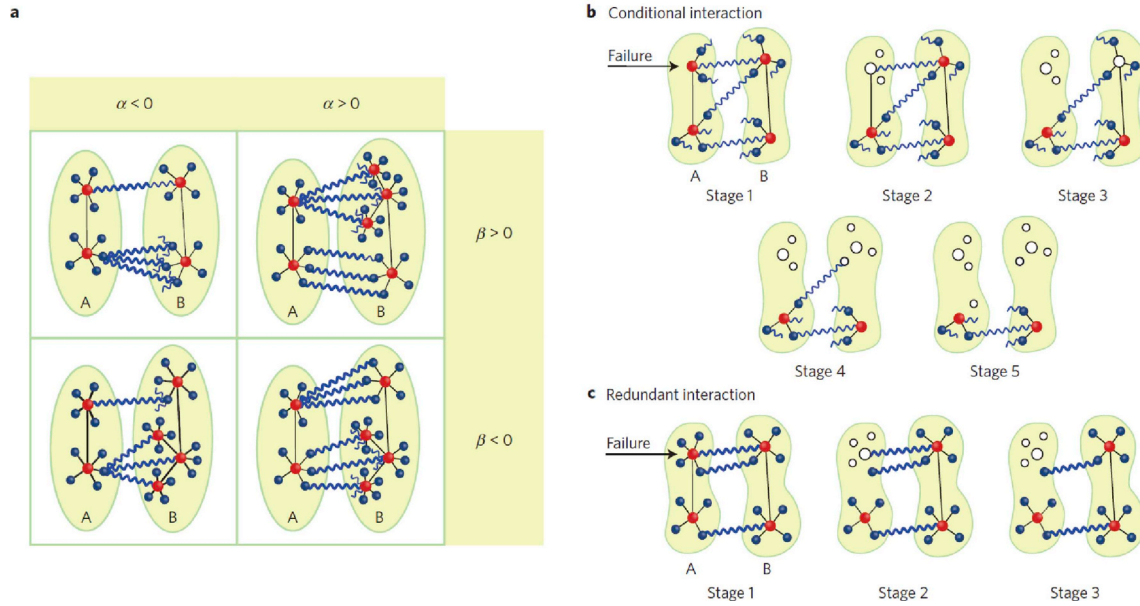 a
α < 0
α > 0
β > 0
A
B
A
B
β < 0
A
B
A
B
b Conditional interaction
Failure
A
B
Stage 1
Stage 2
Stage 3
Stage 4
Stage 5
c Redundant interaction
Failure
A
B
Stage 1
Stage 2
Stage 3